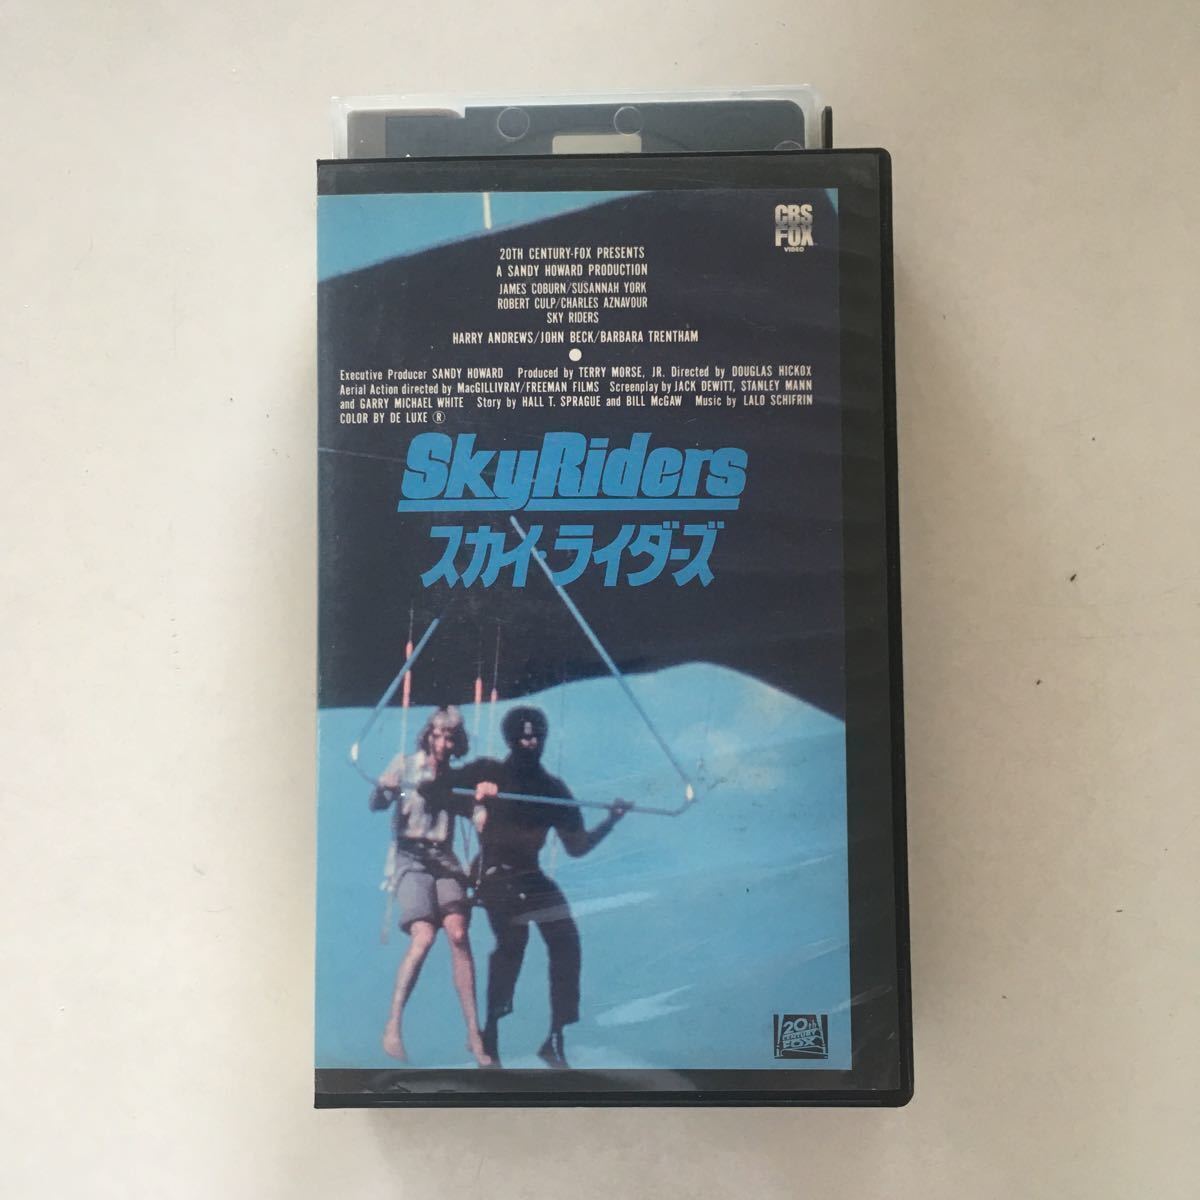 CBS
FOX
VIDEO
20TH CENTURY-FOX PRESENTS
A SANDY HOWARD PRODUCTION
JAMES COBURN/SUSANNAH YORK
ROBERT CULP/CHARLES AZNAVOUR
SKY RIDERS
HARRY ANDREWS/JOHN BECK/BARBARA TRENTHAM
Executive Producer SANDY HOWARD Produced by TERRY MORSE, JR. Directed by DOUGLAS HICKOX
Aerial Action directed by MacGILLIVRAY/FREEMAN FILMS Screenplay by JACK DEWITT, STANLEY MANN
and GARRY MICHAEL WHITE Story by HALL T. SPRAGUE and BILL McGAW Music by LALO SCHIFRIN
COLOR BY DE LUXE ®
SkyRiders
スカイ・ライダーズ
20th
CENTURY
FOX